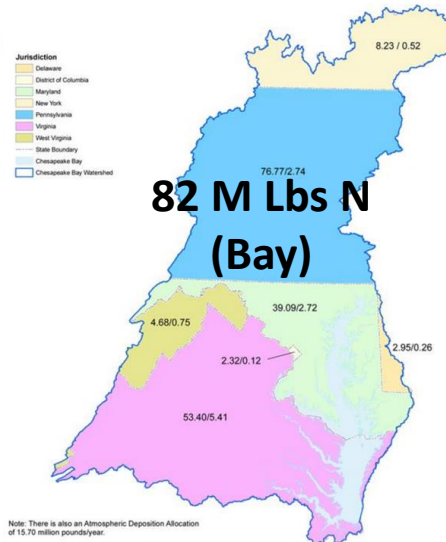 8.23 / 0.52
Jurisdiction
Delaware
District of Columbia
Maryland
New York
Pennsylvania
Virginia
West Virginia
State Boundary
Chesapeake Bay
Chesapeake Bay Watershed
76.77/2.74
82 M Lbs N
(Bay)
39.09/2.72
4.68/0.75
2.95/0.26
2.32/0.12
53.40/5.41
Note: There is also an Atmospheric Deposition Allocation
of 15.70 million pounds/year.